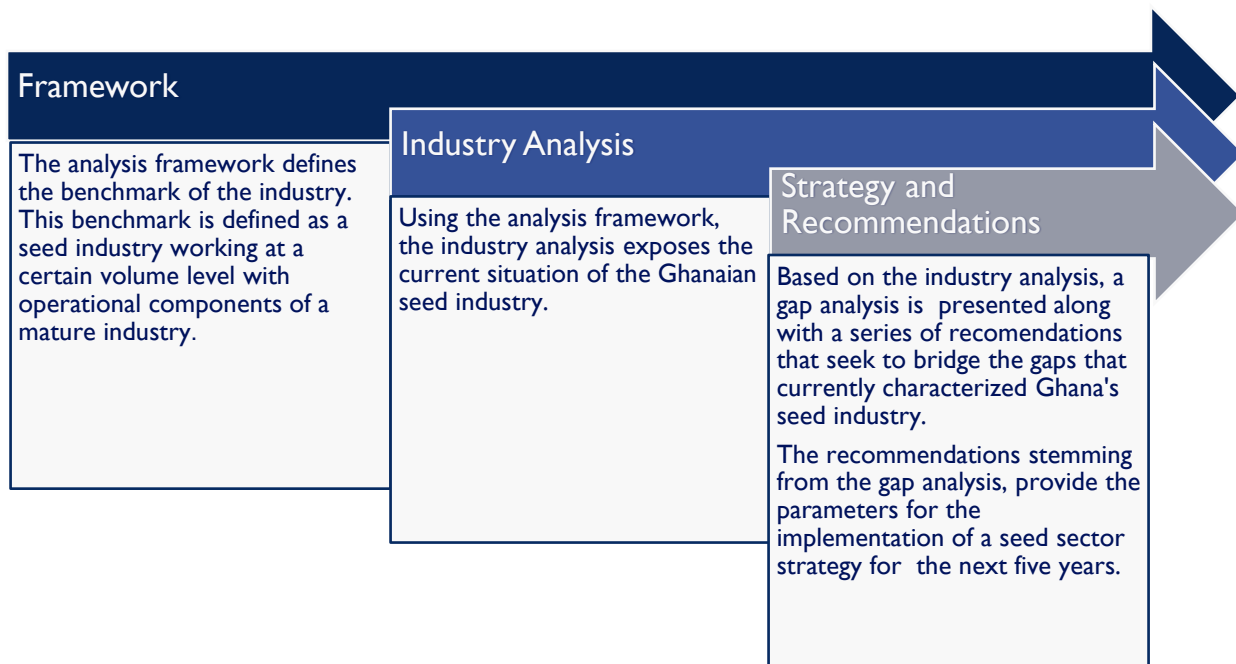 Framework
The analysis framework defines
the benchmark of the industry.
This benchmark is defined as a
seed industry working at a
certain volume level with
operational components of a
mature industry.
Industry Analysis
Using the analysis framework,
the industry analysis exposes the
current situation of the Ghanaian
seed industry.
Strategy and
Recommendations
Based on the industry analysis, a
gap analysis is  presented along
with a series of recomendations
that seek to bridge the gaps that
currently characterized Ghana's
seed industry.
The recommendations stemming
from the gap analysis, provide the
parameters for the
implementation of a seed sector
strategy for  the next five years.